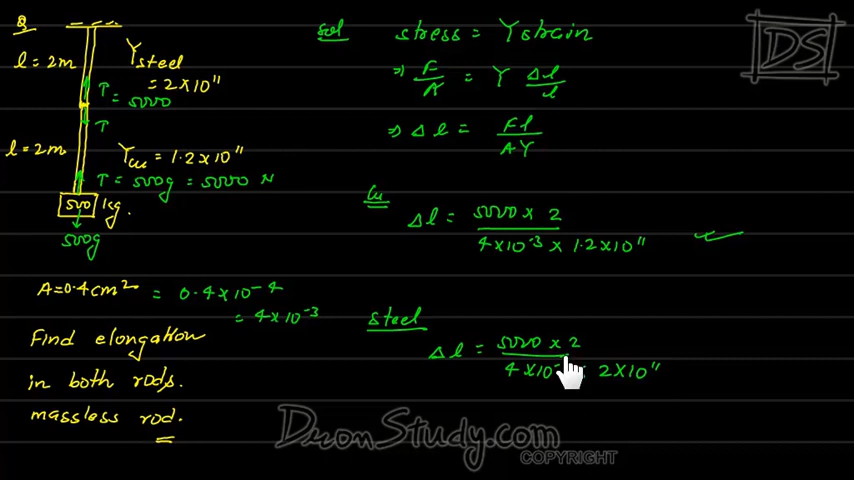 Q
l = 2m
Y steel
= 2×10¹¹
T
= 5000
T
l = 2m
Ycu = 1.2×10¹¹
T = 500g = 5000 N
500 kg.
500g
A = 0.4 cm² = 0.4×10⁻⁴
= 4×10⁻³
Find elongation
in both rods.
massless rod.
Sol
stress = Y strain
⇒ F/A = Y Δl/l
⇒ Δl = Fl/AY
Cu
Δl = 5000 × 2
4×10⁻³ × 1.2×10¹¹
steel
Δl = 5000 × 2
4×10⁻ 2×10¹¹
DS
DronStudy.com
COPYRIGHT